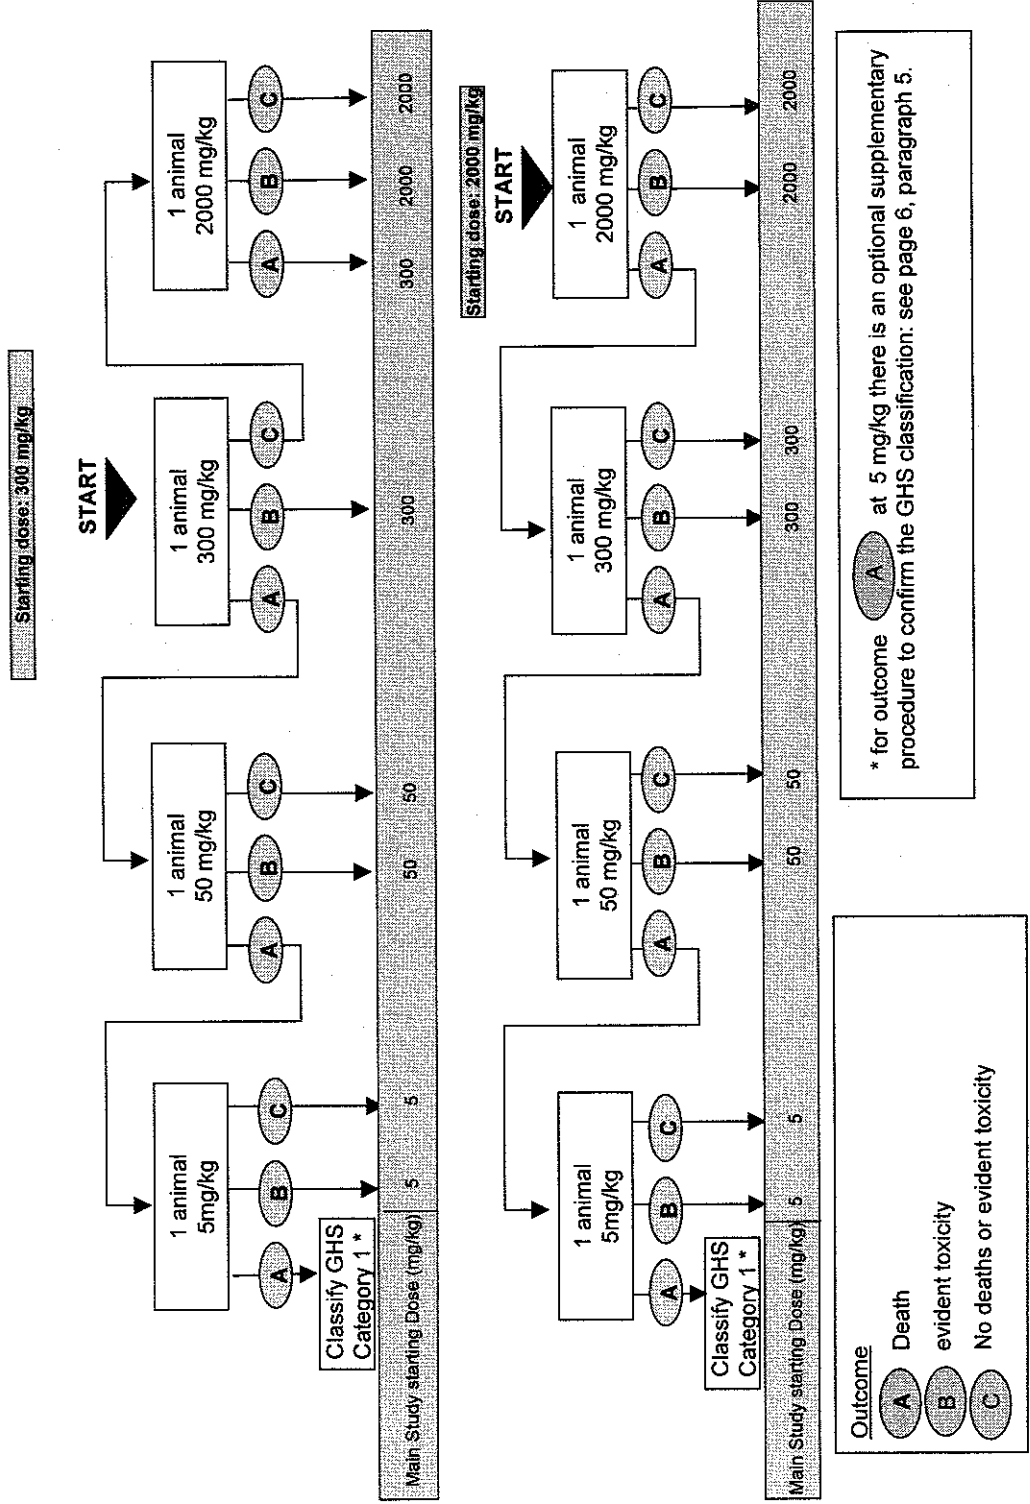 Starting dose: 300 mg/kg
START
1 animal
5mg/kg
1 animal
50 mg/kg
1 animal
300 mg/kg
1 animal
2000 mg/kg
A
B
C
A
B
C
A
B
C
A
B
C
Classify GHS
Category 1 *
Main Study starting Dose (mg/kg)
5
5
50
50
300
300
2000
2000
Starting dose: 2000 mg/kg
START
1 animal
5mg/kg
1 animal
50 mg/kg
1 animal
300 mg/kg
1 animal
2000 mg/kg
A
B
C
A
B
C
A
B
C
A
B
C
Classify GHS
Category 1 *
Main Study starting Dose (mg/kg)
5
5
50
50
300
300
2000
2000
Outcome
A Death
B evident toxicity
C No deaths or evident toxicity
* for outcome A at 5 mg/kg there is an optional supplementary
procedure to confirm the GHS classification: see page 6, paragraph 5.